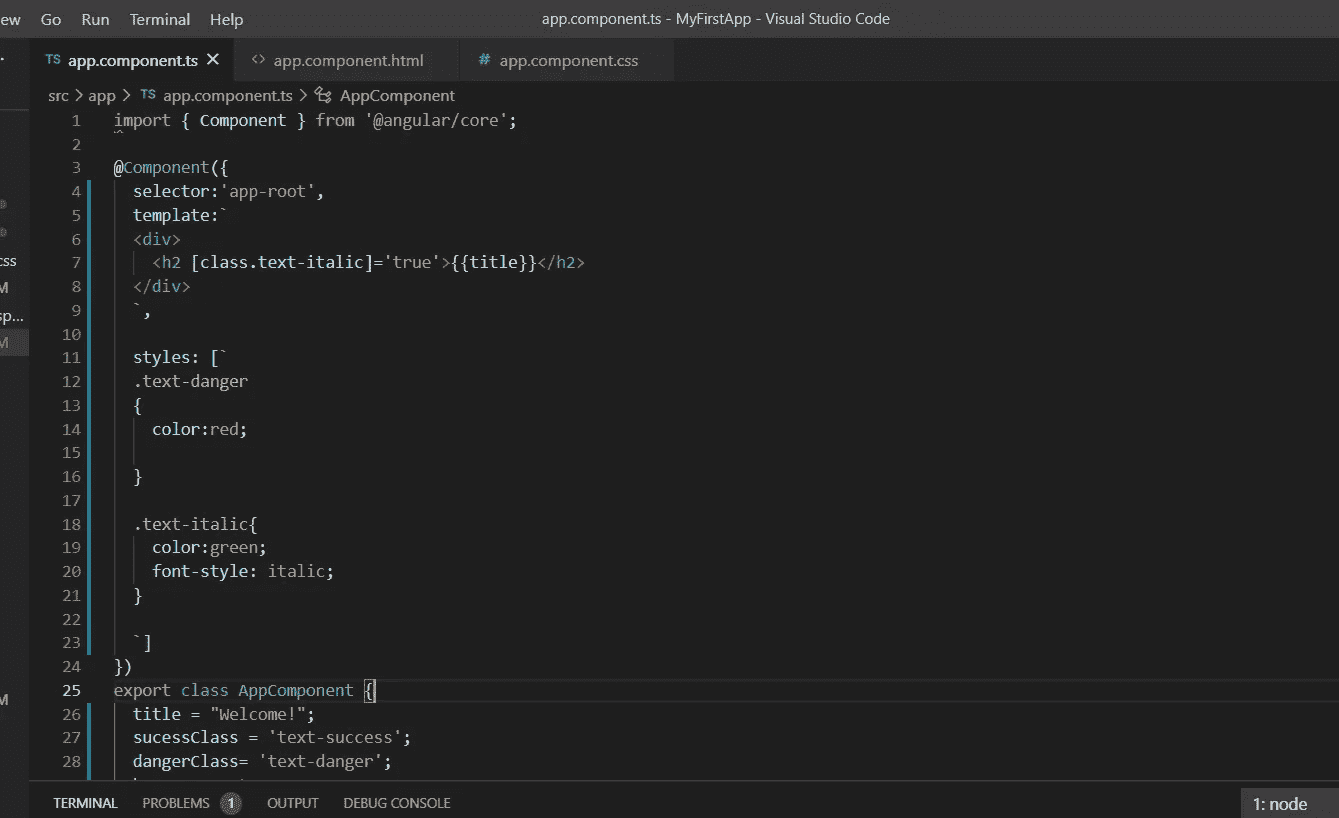 ew Go Run Terminal Help app.component.ts - MyFirstApp - Visual Studio Code
TS app.component.ts × <> app.component.html # app.component.css
src > app > TS app.component.ts > AppComponent
1 import { Component } from '@angular/core';
2
3 @Component({
4 selector:'app-root',
5 template:`
6 <div>
7 <h2 [class.text-italic]='true'>{{title}}</h2>
8 </div>
9 `,
10
11 styles: [`
12 .text-danger
13 {
14 color:red;
15
16 }
17
18 .text-italic{
19 color:green;
20 font-style: italic;
21 }
22
23 `]
24 })
25 export class AppComponent {
26 title = "Welcome!";
27 sucessClass = 'text-success';
28 dangerClass= 'text-danger';
css
M
sp...
M
M
TERMINAL PROBLEMS 1 OUTPUT DEBUG CONSOLE 1: node